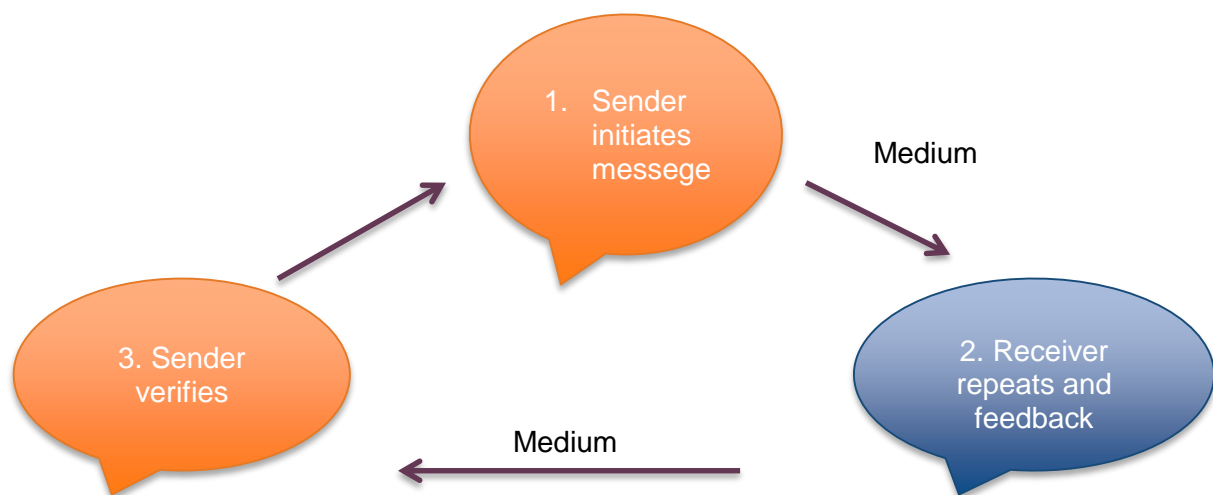 1. Sender
initiates
messege
Medium
3. Sender
verifies
2. Receiver
repeats and
feedback
Medium